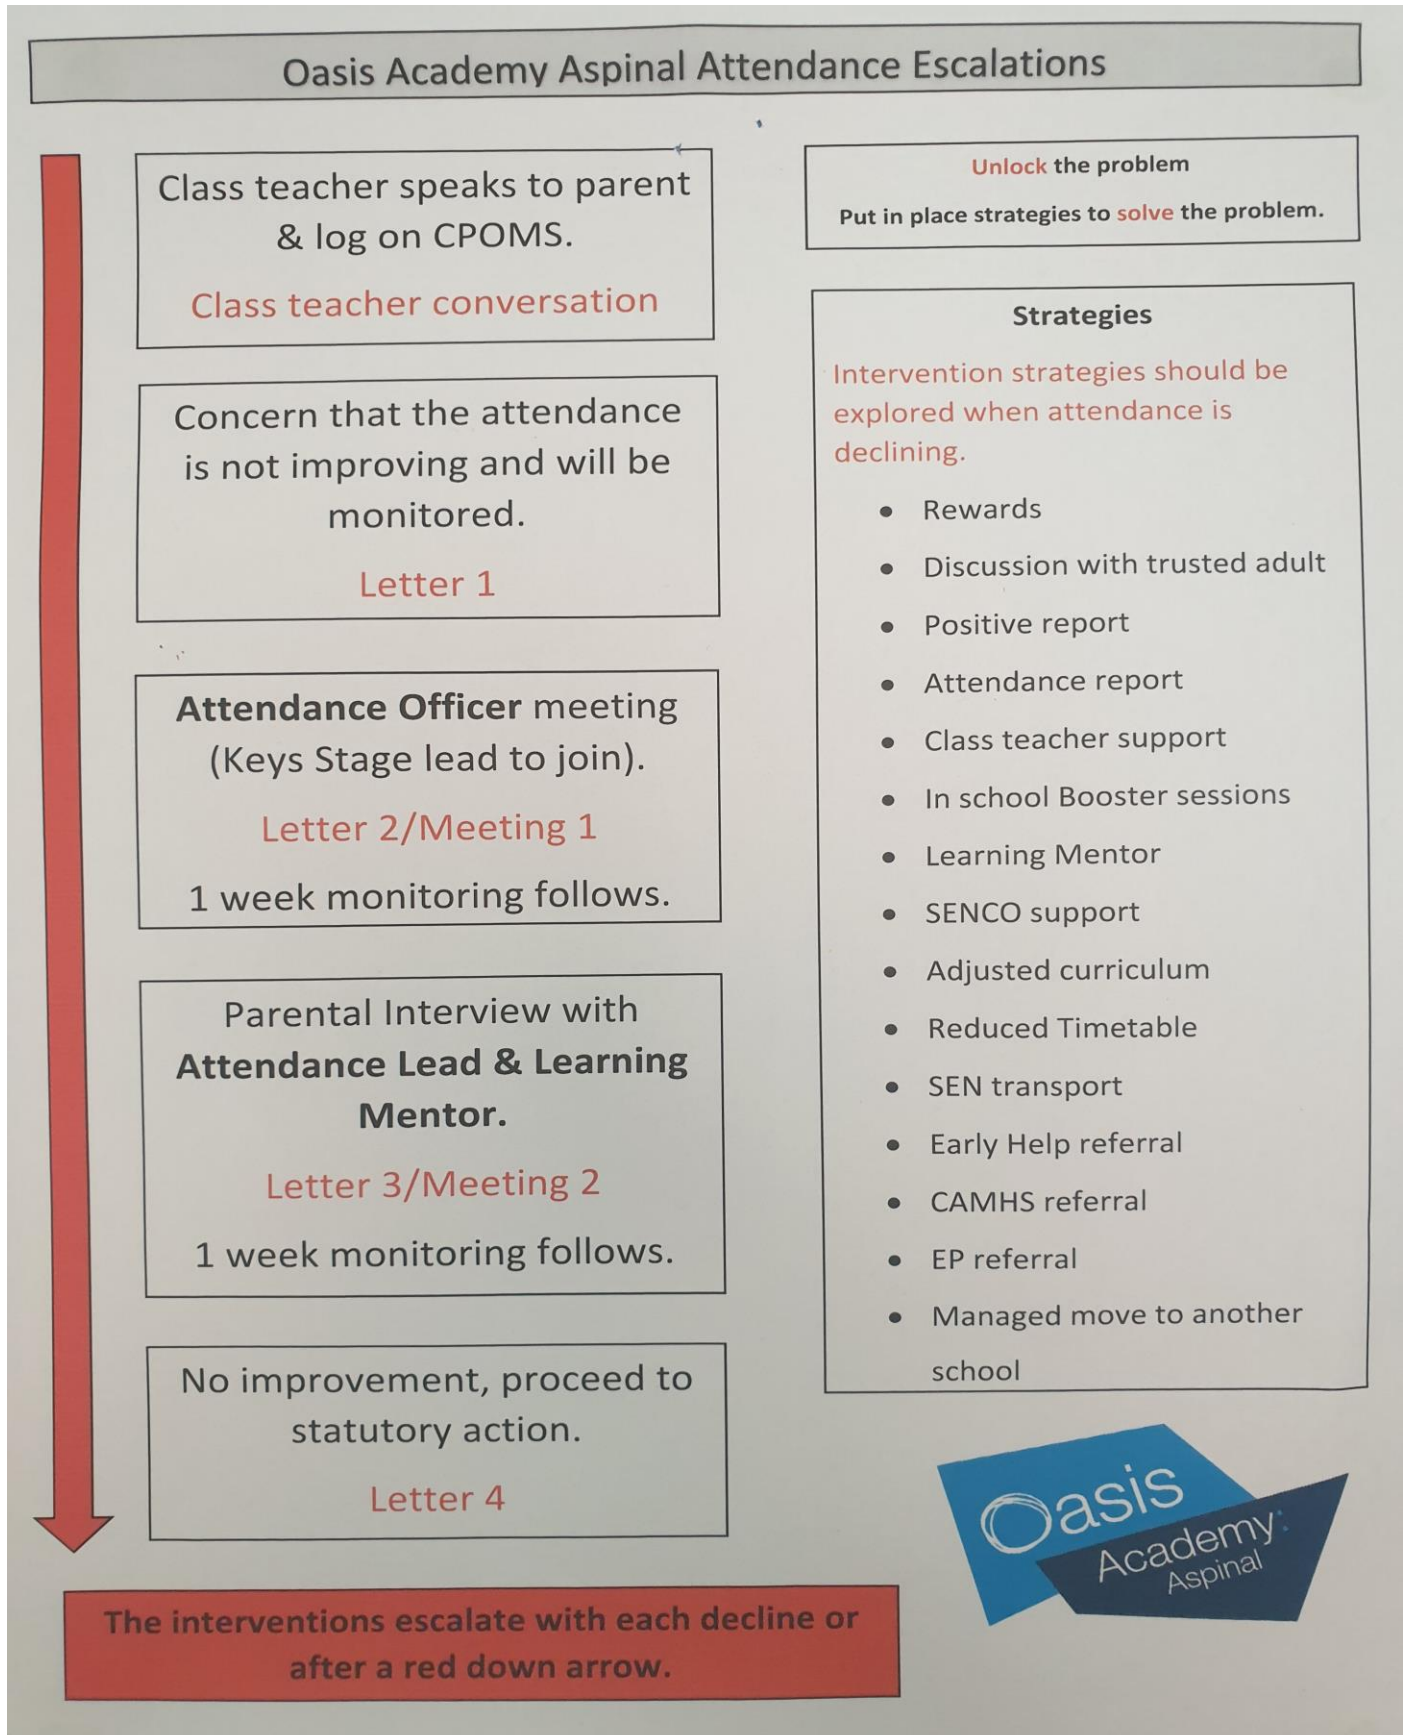 Oasis Academy Aspinal Attendance Escalations
Class teacher speaks to parent
& log on CPOMS.
Class teacher conversation
Concern that the attendance
is not improving and will be
monitored.
Letter 1
Attendance Officer meeting
(Keys Stage lead to join).
Letter 2/Meeting 1
1 week monitoring follows.
Parental Interview with
Attendance Lead & Learning
Mentor.
Letter 3/Meeting 2
1 week monitoring follows.
No improvement, proceed to
statutory action.
Letter 4
The interventions escalate with each decline or
after a red down arrow.
Unlock the problem
Put in place strategies to solve the problem.
Strategies
Intervention strategies should be
explored when attendance is
declining.
• Rewards
• Discussion with trusted adult
• Positive report
• Attendance report
• Class teacher support
• In school Booster sessions
• Learning Mentor
• SENCO support
• Adjusted curriculum
• Reduced Timetable
• SEN transport
• Early Help referral
• CAMHS referral
• EP referral
• Managed move to another
school
Oasis
Academy:
Aspinal